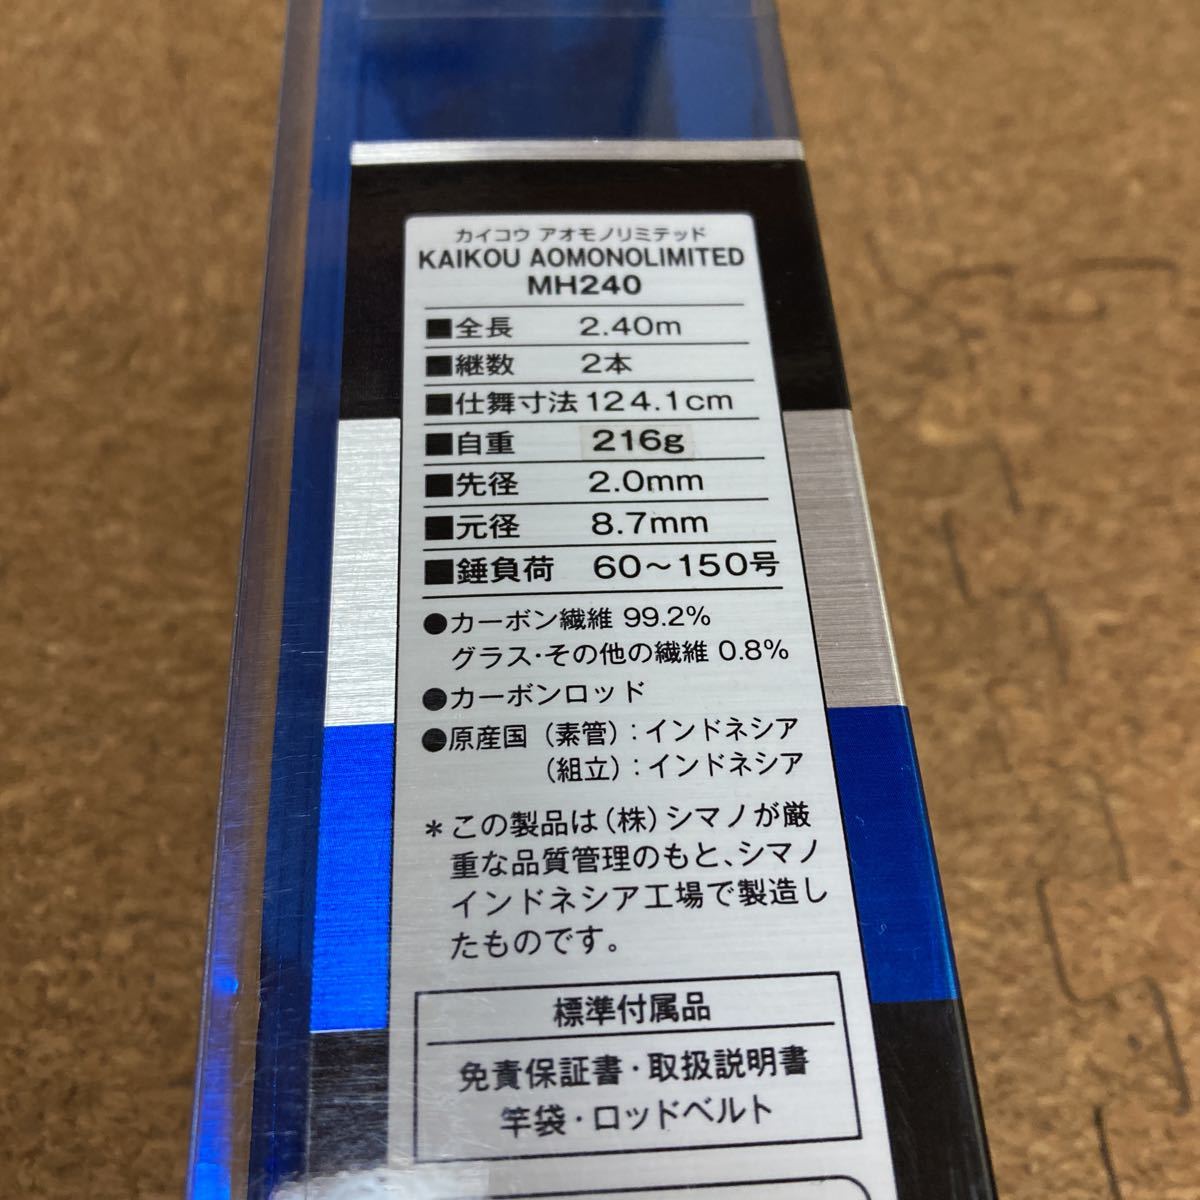 カイコウ アオモノリミテッド
KAIKOU AOMONOLIMITED
MH240
■全長 2.40m
■継数 2本
■仕舞寸法 124.1cm
■自重 216g
■先径 2.0mm
■元径 8.7mm
■錘負荷 60～150号
●カーボン繊維 99.2%
グラス・その他の繊維 0.8%
●カーボンロッド
●原産国（素管）：インドネシア
（組立）：インドネシア
＊この製品は（株）シマノが厳
重な品質管理のもと、シマノ
インドネシア工場で製造し
たものです。
標準付属品
免責保証書・取扱説明書
竿袋・ロッドベルト